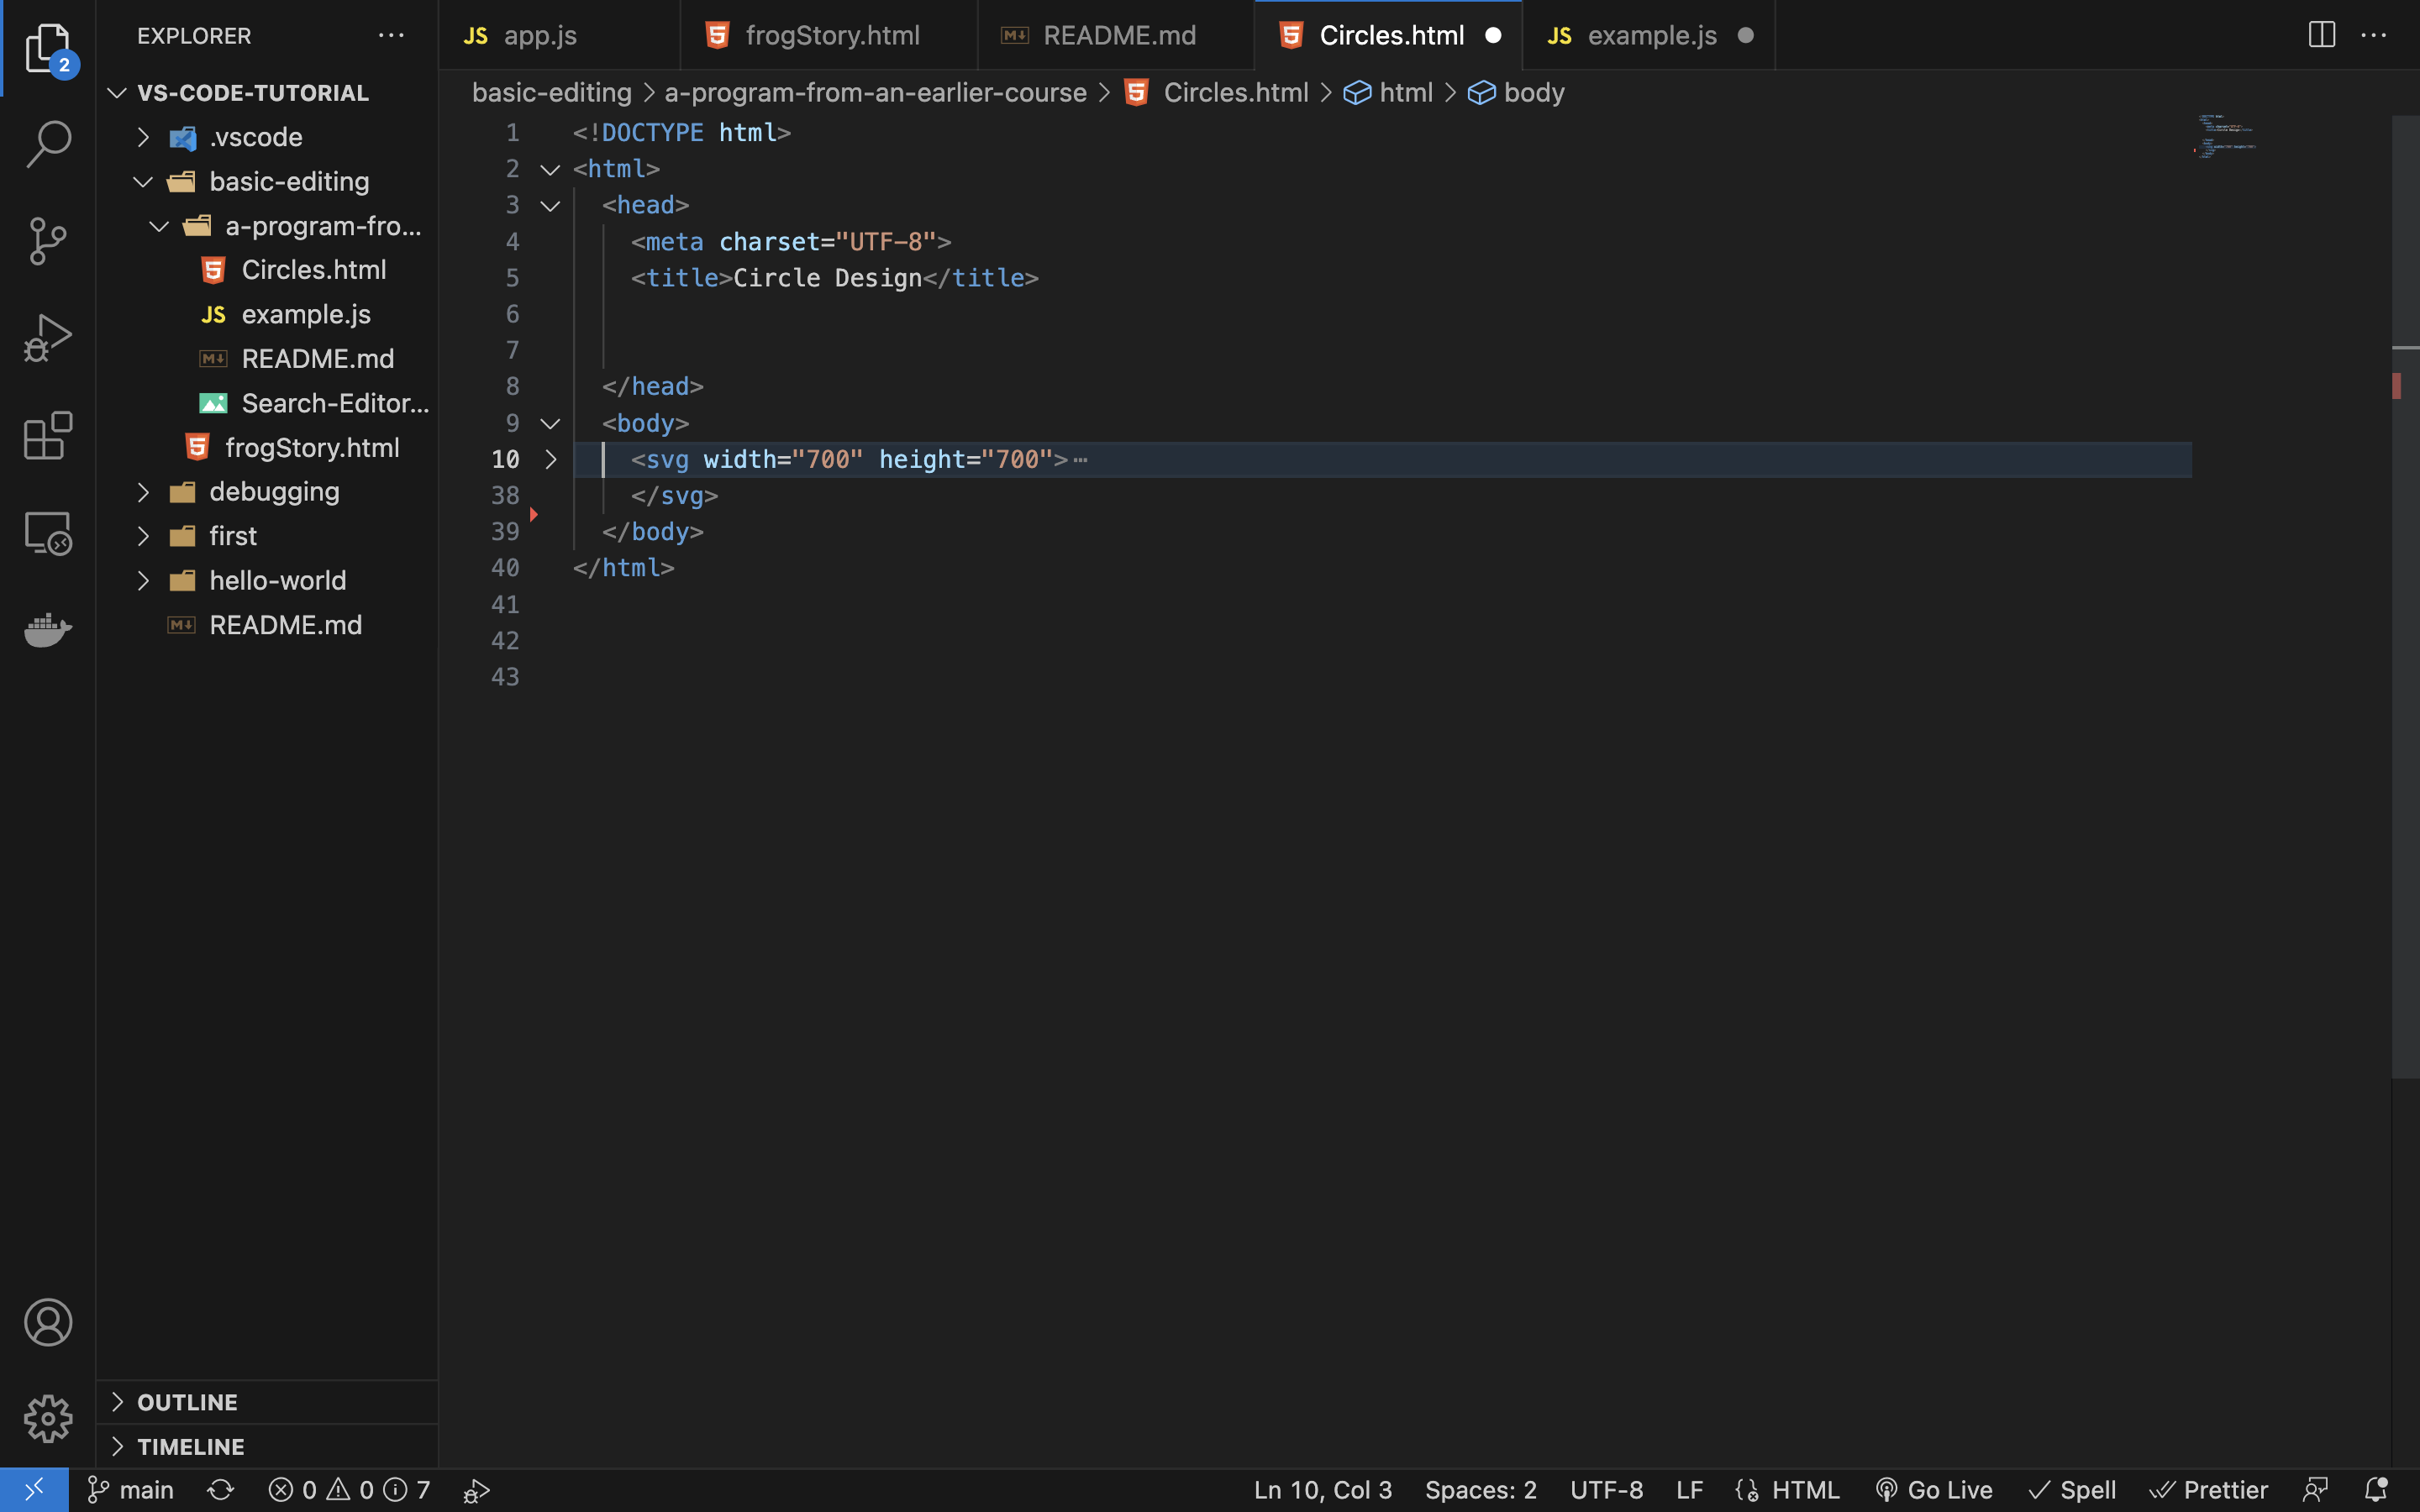 EXPLORER
VS-CODE-TUTORIAL
.vscode
basic-editing
a-program-fro...
Circles.html
JS example.js
README.md
Search-Editor...
frogStory.html
debugging
first
hello-world
README.md
OUTLINE
TIMELINE
2
JS app.js
frogStory.html
README.md
Circles.html
JS example.js
basic-editing > a-program-from-an-earlier-course > Circles.html > html > body
1 <!DOCTYPE html>
2 <html>
3 <head>
4 <meta charset="UTF-8">
5 <title>Circle Design</title>
6
7
8 </head>
9 <body>
10 <svg width="700" height="700">…
38 </svg>
39 </body>
40 </html>
41
42
43
main 0 0 7 Ln 10, Col 3 Spaces: 2 UTF-8 LF HTML Go Live Spell Prettier